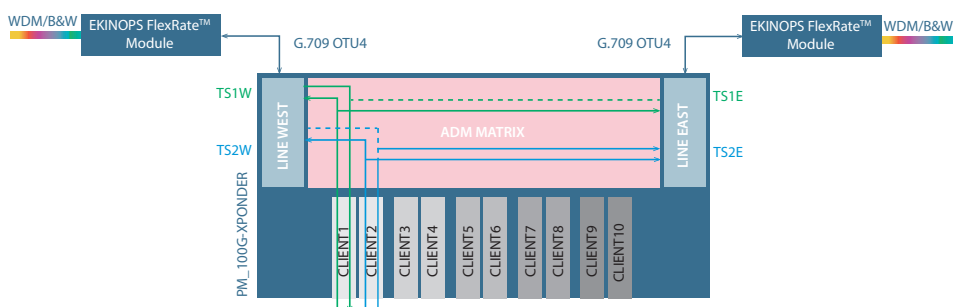 WDM/B&W
EKINOPS FlexRate™
Module
G.709 OTU4
G.709 OTU4
EKINOPS FlexRate™
Module
WDM/B&W
TS1W
TS2W
LINE WEST
ADM MATRIX
LINE EAST
TS1E
TS2E
PM_100G-XPONDER
CLIENT1
CLIENT2
CLIENT3
CLIENT4
CLIENT5
CLIENT6
CLIENT7
CLIENT8
CLIENT9
CLIENT10